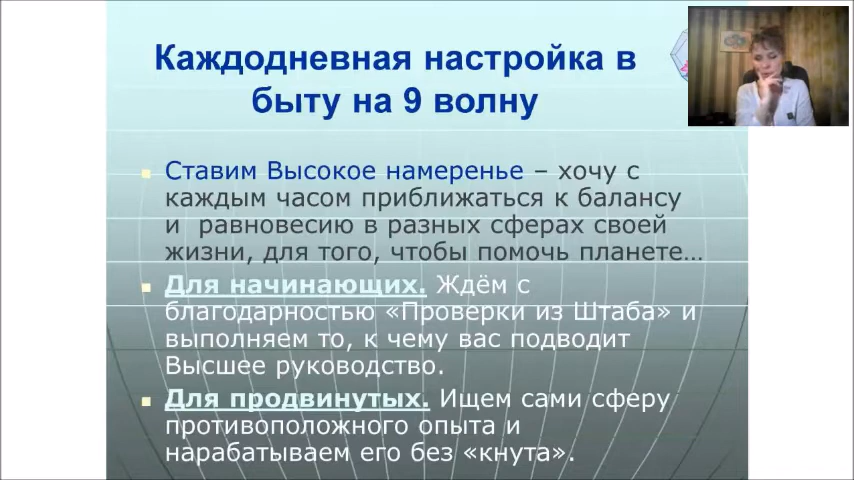 Каждодневная настройка в
быту на 9 волну
Ставим Высокое намеренье – хочу с
каждым часом приближаться к балансу
и равновесию в разных сферах своей
жизни, для того, чтобы помочь планете…
Для начинающих. Ждём с
благодарностью «Проверки из Штаба» и
выполняем то, к чему вас подводит
Высшее руководство.
Для продвинутых. Ищем сами сферу
противоположного опыта и
нарабатываем его без «кнута».